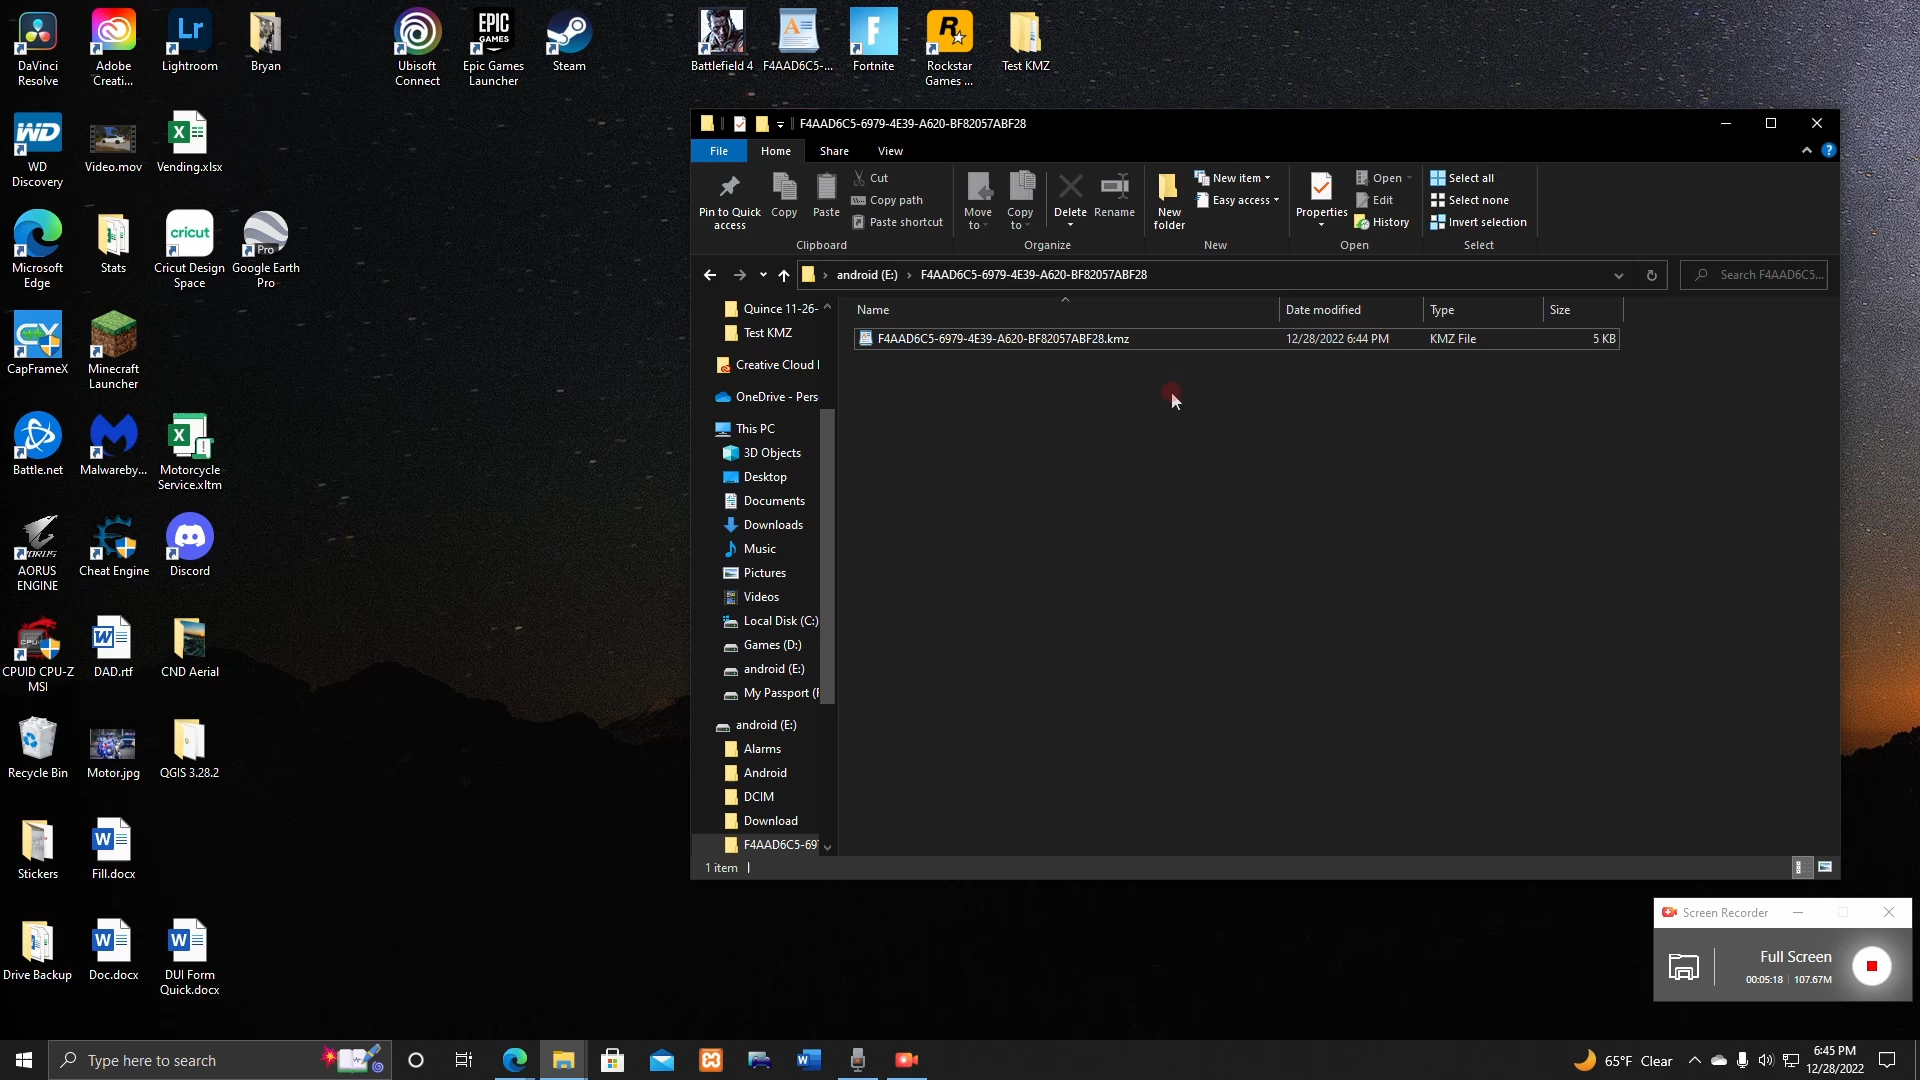 DaVinci
Resolve
Adobe
Creati...
Lr
Lightroom
Bryan
Ubisoft
Connect
EPIC
GAMES
Epic Games
Launcher
Steam
Battlefield 4
F4AAD6C5-...
Fortnite
Rockstar
Games ...
Test KMZ
WD
WD
Discovery
Video.mov
Vending.xlsx
Microsoft
Edge
Stats
cricut
Cricut Design
Space
Pro
Google Earth
Pro
CX
CapFrameX
Minecraft
Launcher
Battle.net
Malwareby...
Motorcycle
Service.xltm
AORUS
ENGINE
Cheat Engine
Discord
CPUID CPU-Z
MSI
DAD.rtf
CND Aerial
Recycle Bin
Motor.jpg
QGIS 3.28.2
Stickers
Fill.docx
Drive Backup
Doc.docx
DUI Form
Quick.docx
F4AAD6C5-6979-4E39-A620-BF82057ABF28
File
Home
Share
View
Pin to Quick
access
Copy
Paste
Cut
Copy path
Paste shortcut
Clipboard
Move
to
Copy
to
Delete
Rename
Organize
New
folder
New item
Easy access
New
Properties
Open
Edit
History
Open
Select all
Select none
Invert selection
Select
android (E:) › F4AAD6C5-6979-4E39-A620-BF82057ABF28
Search F4AAD6C5...
Quince 11-26-
Test KMZ
Creative Cloud
OneDrive - Pers
This PC
3D Objects
Desktop
Documents
Downloads
Music
Pictures
Videos
Local Disk (C:)
Games (D:)
android (E:)
My Passport (F
android (E:)
Alarms
Android
DCIM
Download
F4AAD6C5-697
Name
Date modified
Type
Size
F4AAD6C5-6979-4E39-A620-BF82057ABF28.kmz
12/28/2022 6:44 PM
KMZ File
5 KB
1 item
Screen Recorder
Full Screen
00:05:18 | 107.67M
Type here to search
65°F Clear
6:45 PM
12/28/2022